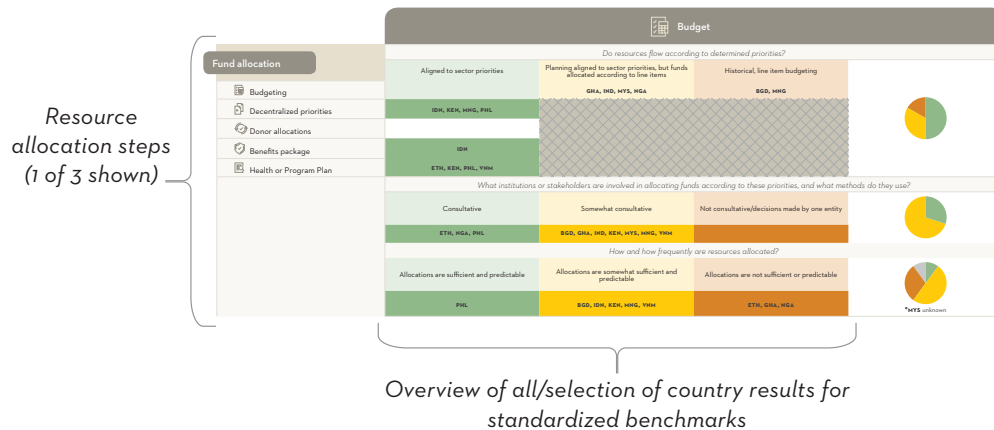 Budget
Do resources flow according to determined priorities?
Fund allocation
Aligned to sector priorities
Planning aligned to sector priorities, but funds
allocated according to line items
Historical, line item budgeting
GHA, IND, MYS, NGA
BGD, MNG
Budgeting
Decentralized priorities
IDN, KEN, MNG, PHL
Donor allocations
Benefits package
IDN
Health or Program Plan
ETH, KEN, PHL, VNM
Resource
allocation steps
(1 of 3 shown)
What institutions or stakeholders are involved in allocating funds according to these priorities, and what methods do they use?
Consultative
Somewhat consultative
Not consultative/decisions made by one entity
ETH, NGA, PHL
BGD, GHA, IND, KEN, MYS, MNG, VNM
How and how frequently are resources allocated?
Allocations are sufficient and predictable
Allocations are somewhat sufficient and
predictable
Allocations are not sufficient or predictable
PHL
BGD, IDN, KEN, MNG, VNM
ETH, GHA, NGA
*MYS unknown
Overview of all/selection of country results for
standardized benchmarks